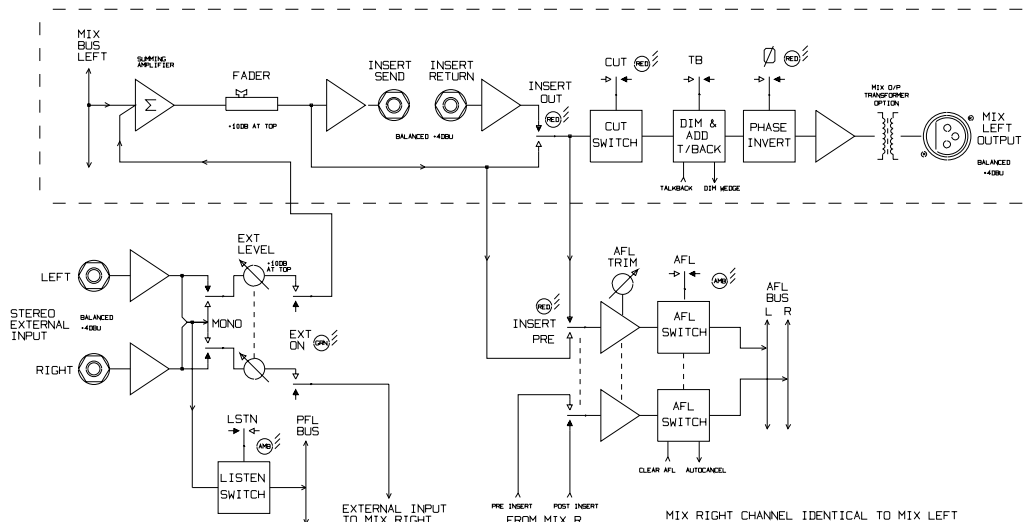 MIX
BUS
LEFT
SUMMING
AMPLIFIER
Σ
FADER
+10DB AT TOP
INSERT
SEND
INSERT
RETURN
BALANCED +4DBU
INSERT
OUT
RED
CUT
RED
CUT
SWITCH
TB
DIM &
ADD
T/BACK
TALKBACK
DIM WEDGE
Ø
RED
PHASE
INVERT
MIX O/P
TRANSFORMER
OPTION
MIX
LEFT
OUTPUT
BALANCED
+4DBU
LEFT
STEREO
EXTERNAL
INPUT
BALANCED
+4DBU
RIGHT
MONO
EXT
LEVEL
+10DB
AT TOP
EXT
ON
GRN
LSTN
AMB
LISTEN
SWITCH
PFL
BUS
EXTERNAL INPUT
TO MIX RIGHT
RED
INSERT
PRE
AFL
TRIM
AFL
AMB
AFL
SWITCH
AFL
BUS
L R
AFL
SWITCH
CLEAR AFL
AUTOCANCEL
PRE INSERT
POST INSERT
FROM MIX R
MIX RIGHT CHANNEL IDENTICAL TO MIX LEFT